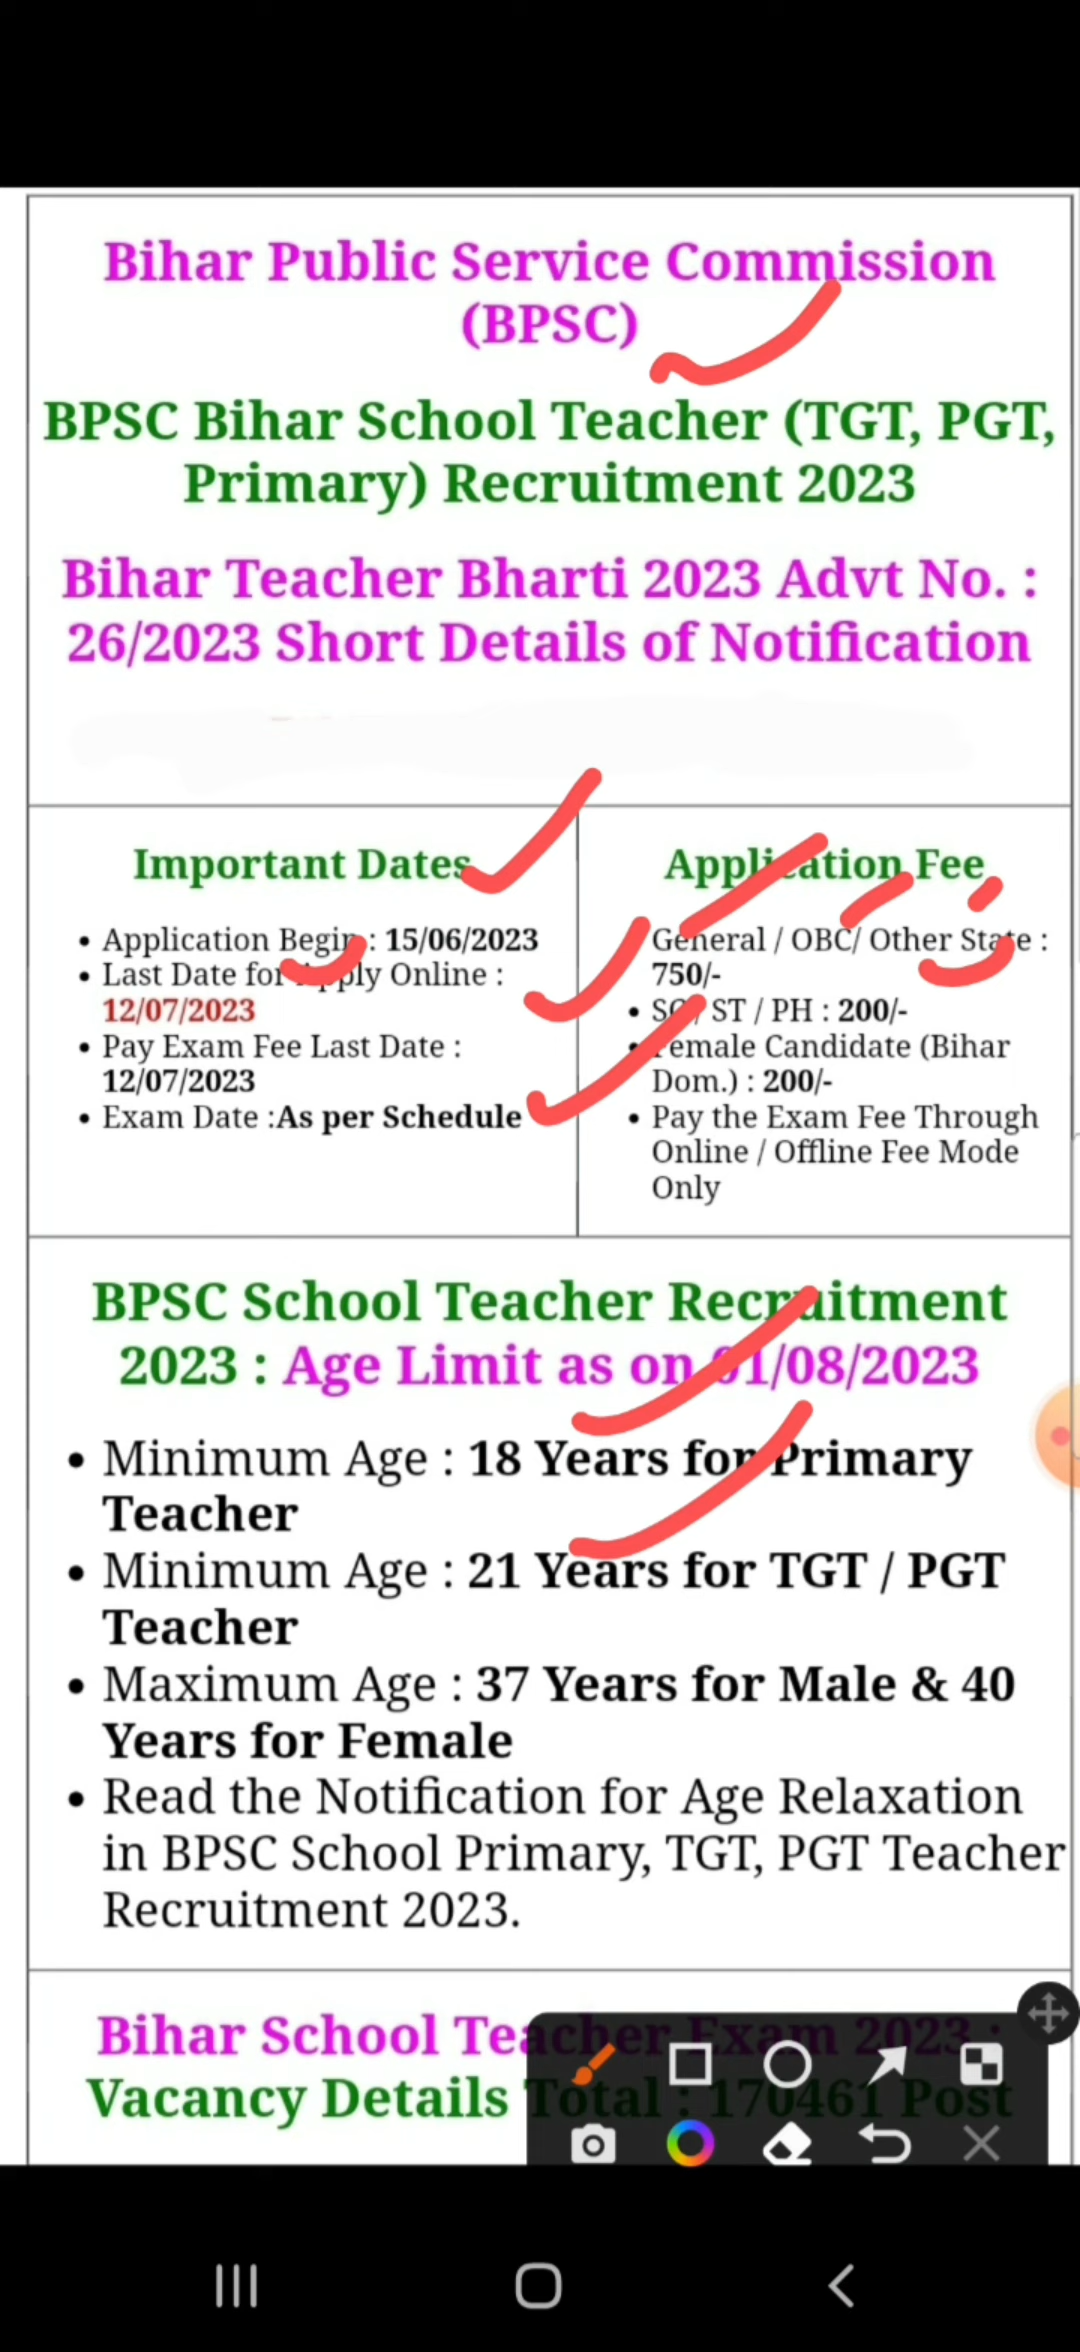 Bihar Public Service Commission
(BPSC)
BPSC Bihar School Teacher (TGT, PGT,
Primary) Recruitment 2023
Bihar Teacher Bharti 2023 Advt No. :
26/2023 Short Details of Notification
Important Dates
• Application Begin : 15/06/2023
• Last Date for Apply Online :
12/07/2023
• Pay Exam Fee Last Date :
12/07/2023
• Exam Date :As per Schedule
Application Fee
General / OBC/ Other State :
750/-
• SC / ST / PH : 200/-
• Female Candidate (Bihar
Dom.) : 200/-
• Pay the Exam Fee Through
Online / Offline Fee Mode
Only
BPSC School Teacher Recruitment
2023 : Age Limit as on 01/08/2023
• Minimum Age : 18 Years for Primary
Teacher
• Minimum Age : 21 Years for TGT / PGT
Teacher
• Maximum Age : 37 Years for Male & 40
Years for Female
• Read the Notification for Age Relaxation
in BPSC School Primary, TGT, PGT Teacher
Recruitment 2023.
Bihar School Teacher Exam 2023 :
Vacancy Details Total : 170461 Post